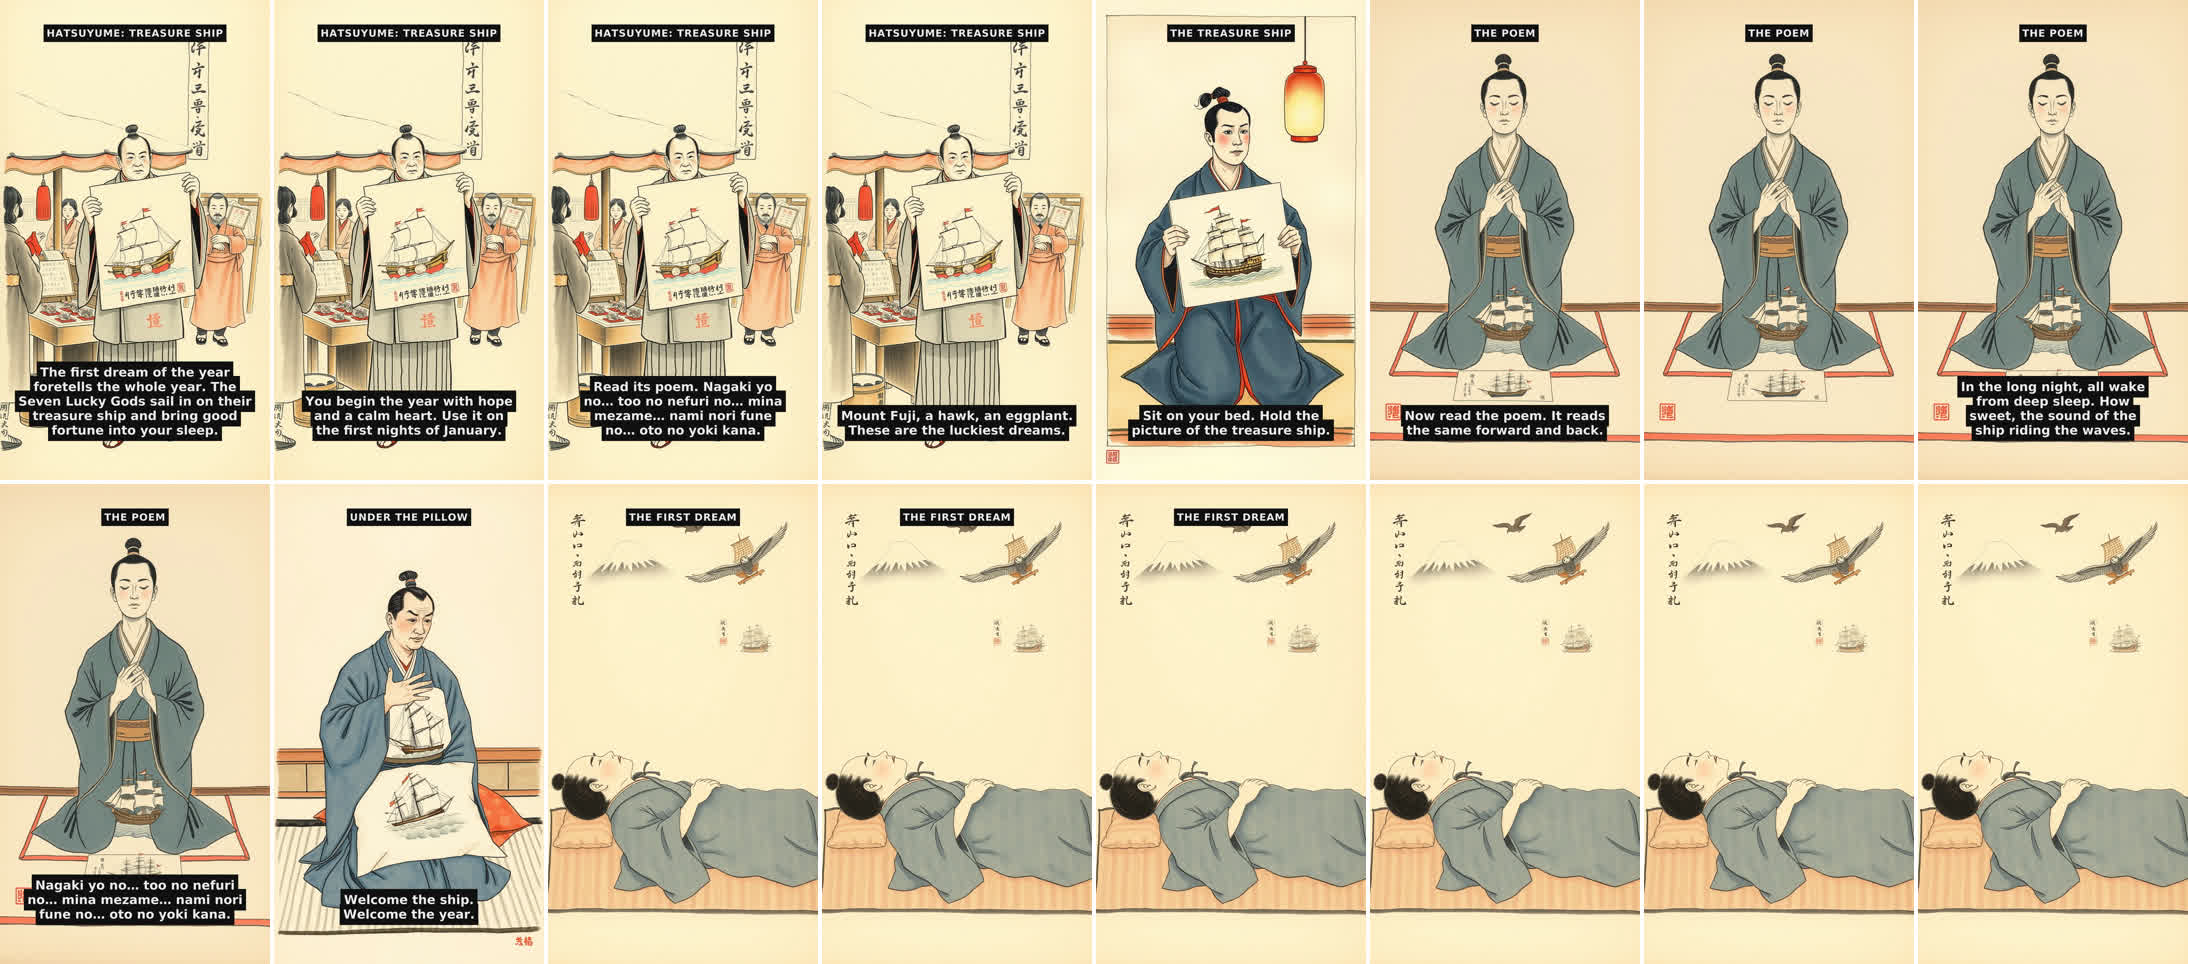 HATSUYUME: TREASURE SHIP
The first dream of the year
foretells the whole year. The
Seven Lucky Gods sail in on their
treasure ship and bring good
fortune into your sleep.
HATSUYUME: TREASURE SHIP
You begin the year with hope
and a calm heart. Use it on
the first nights of January.
HATSUYUME: TREASURE SHIP
Read its poem. Nagaki yo
no... too no nefuri no... mina
mezame... nami nori fune
no... oto no yoki kana.
HATSUYUME: TREASURE SHIP
Mount Fuji, a hawk, an eggplant.
These are the luckiest dreams.
THE TREASURE SHIP
Sit on your bed. Hold the
picture of the treasure ship.
THE POEM
Now read the poem. It reads
the same forward and back.
THE POEM
THE POEM
In the long night, all wake
from deep sleep. How
sweet, the sound of the
ship riding the waves.
THE POEM
Nagaki yo no... too no nefuri
no... mina mezame... nami nori
fune no... oto no yoki kana.
UNDER THE PILLOW
Welcome the ship.
Welcome the year.
THE FIRST DREAM
THE FIRST DREAM
THE FIRST DREAM